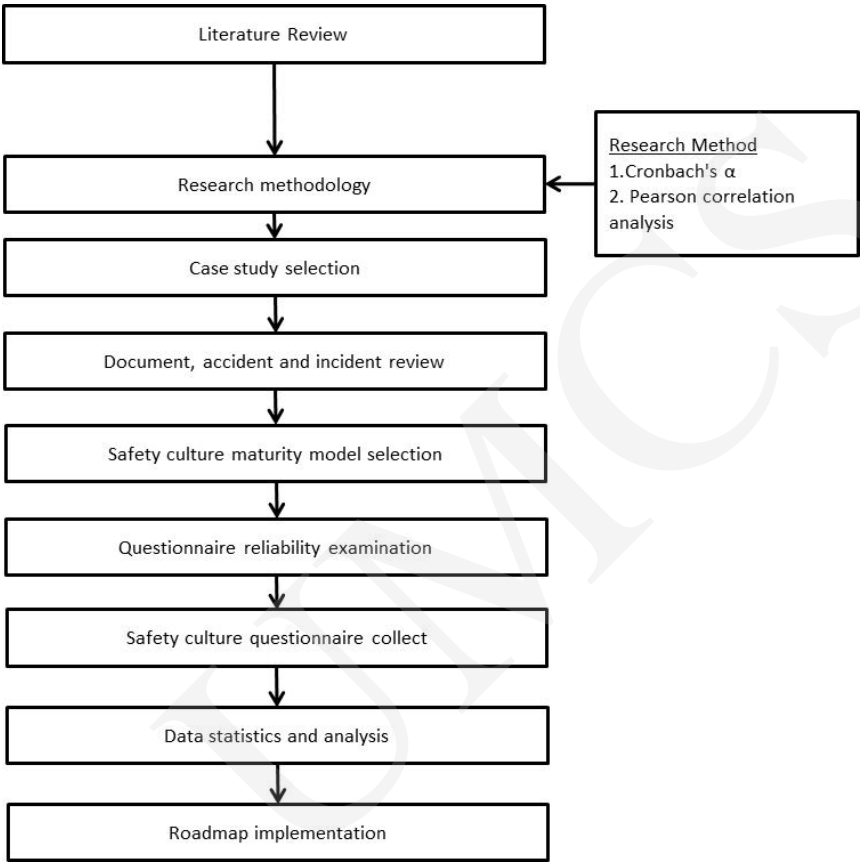 Literature Review
Research methodology
Research Method
1.Cronbach's α
2. Pearson correlation
analysis
Case study selection
Document, accident and incident review
Safety culture maturity model selection
Questionnaire reliability examination
Safety culture questionnaire collect
Data statistics and analysis
Roadmap implementation
UMCS